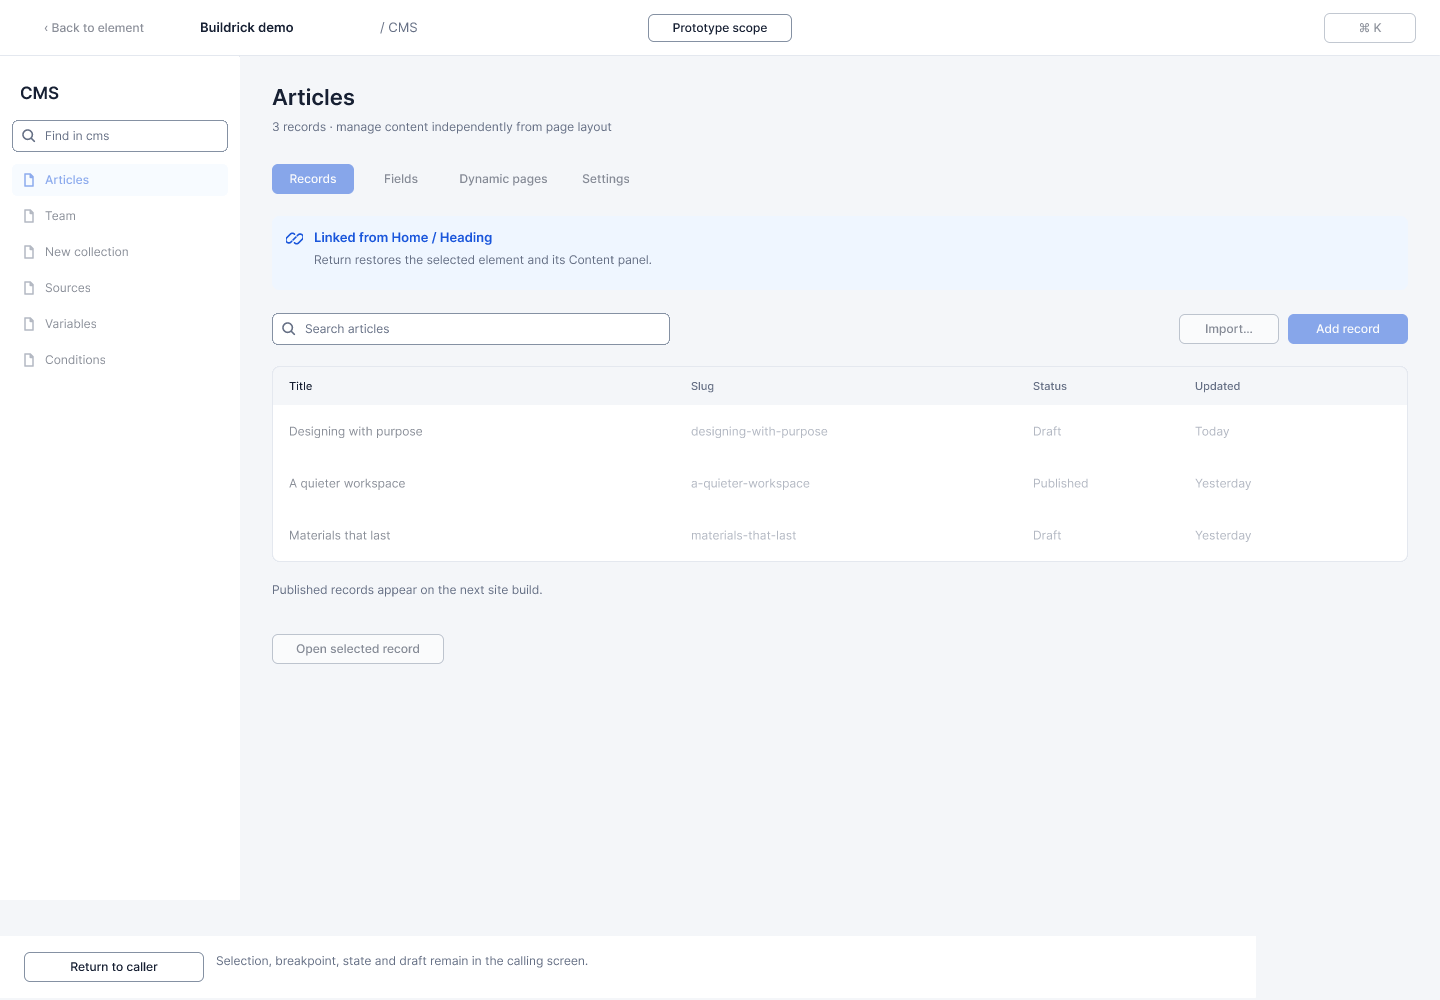 ‹ Back to element
Buildrick demo
/ CMS
Prototype scope
⌘ K
CMS
Find in cms
Articles
Team
New collection
Sources
Variables
Conditions
Articles
3 records · manage content independently from page layout
Records
Fields
Dynamic pages
Settings
Linked from Home / Heading
Return restores the selected element and its Content panel.
Search articles
Import...
Add record
Title Slug Status Updated
Designing with purpose designing-with-purpose Draft Today
A quieter workspace a-quieter-workspace Published Yesterday
Materials that last materials-that-last Draft Yesterday
Published records appear on the next site build.
Open selected record
Return to caller
Selection, breakpoint, state and draft remain in the calling screen.